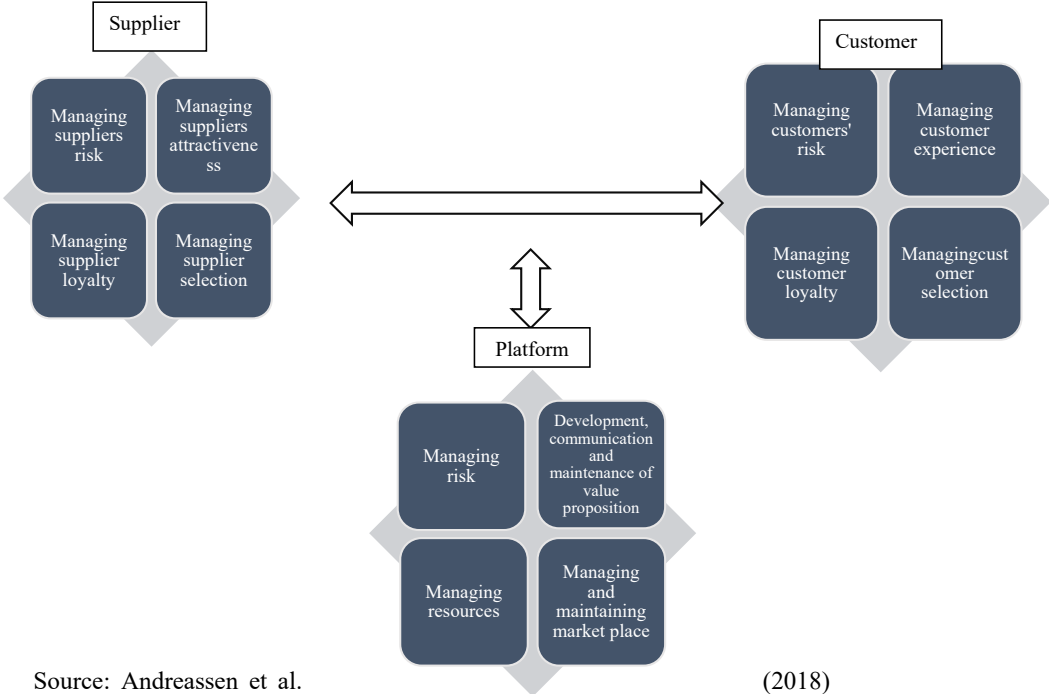 Supplier
Managing
suppliers
risk
Managing
suppliers
attractivene
ss
Managing
supplier
loyalty
Managing
supplier
selection
Customer
Managing
customers'
risk
Managing
customer
experience
Managing
customer
loyalty
Managingcust
omer
selection
Platform
Managing
risk
Development,
communication
and
maintenance of
value
proposition
Managing
resources
Managing
and
maintaining
market place
Source: Andreassen et al. (2018)